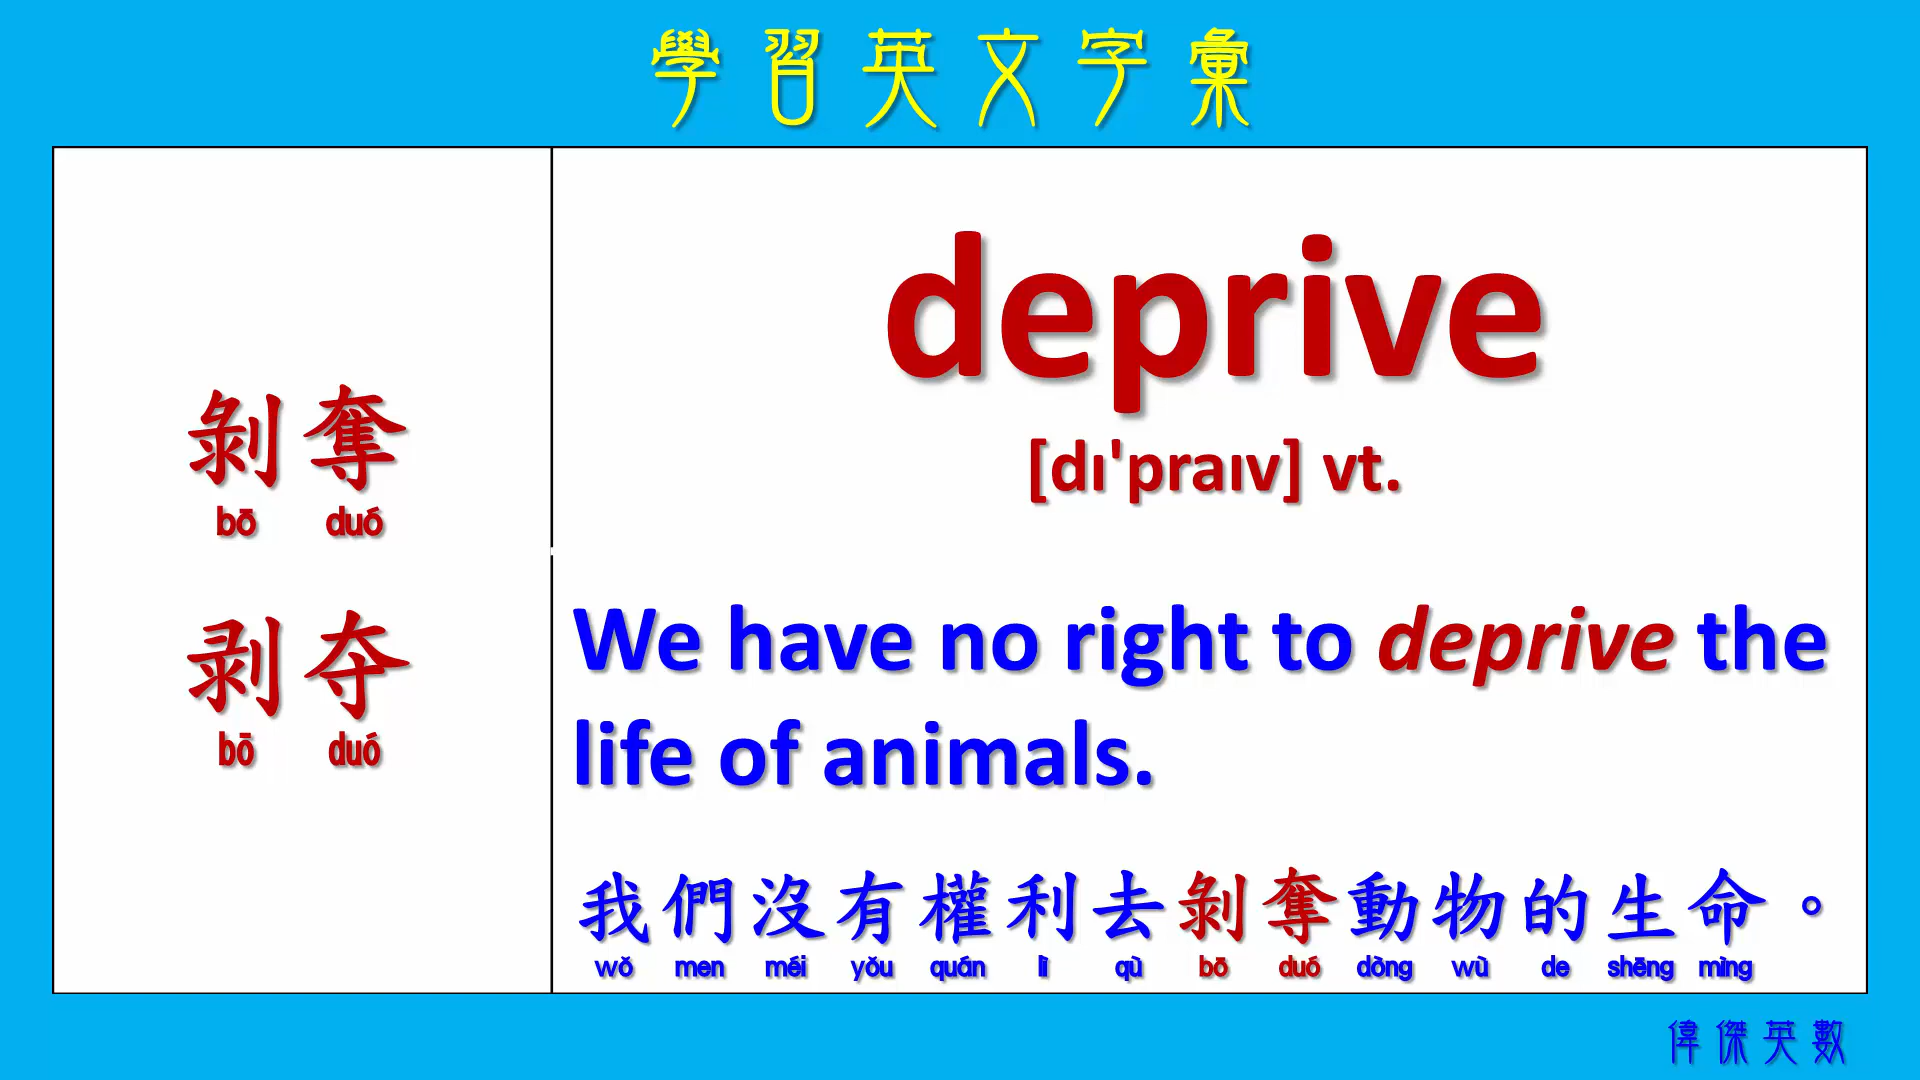 學習英文字彙
剝奪
bō duó
剥夺
bō duó
deprive
[dɪ'praɪv] vt.
We have no right to deprive the
life of animals.
我們沒有權利去剝奪動物的生命。
wǒ men méi yǒu quán lì qù bō duó dòng wù de shēng mìng
偉傑英數